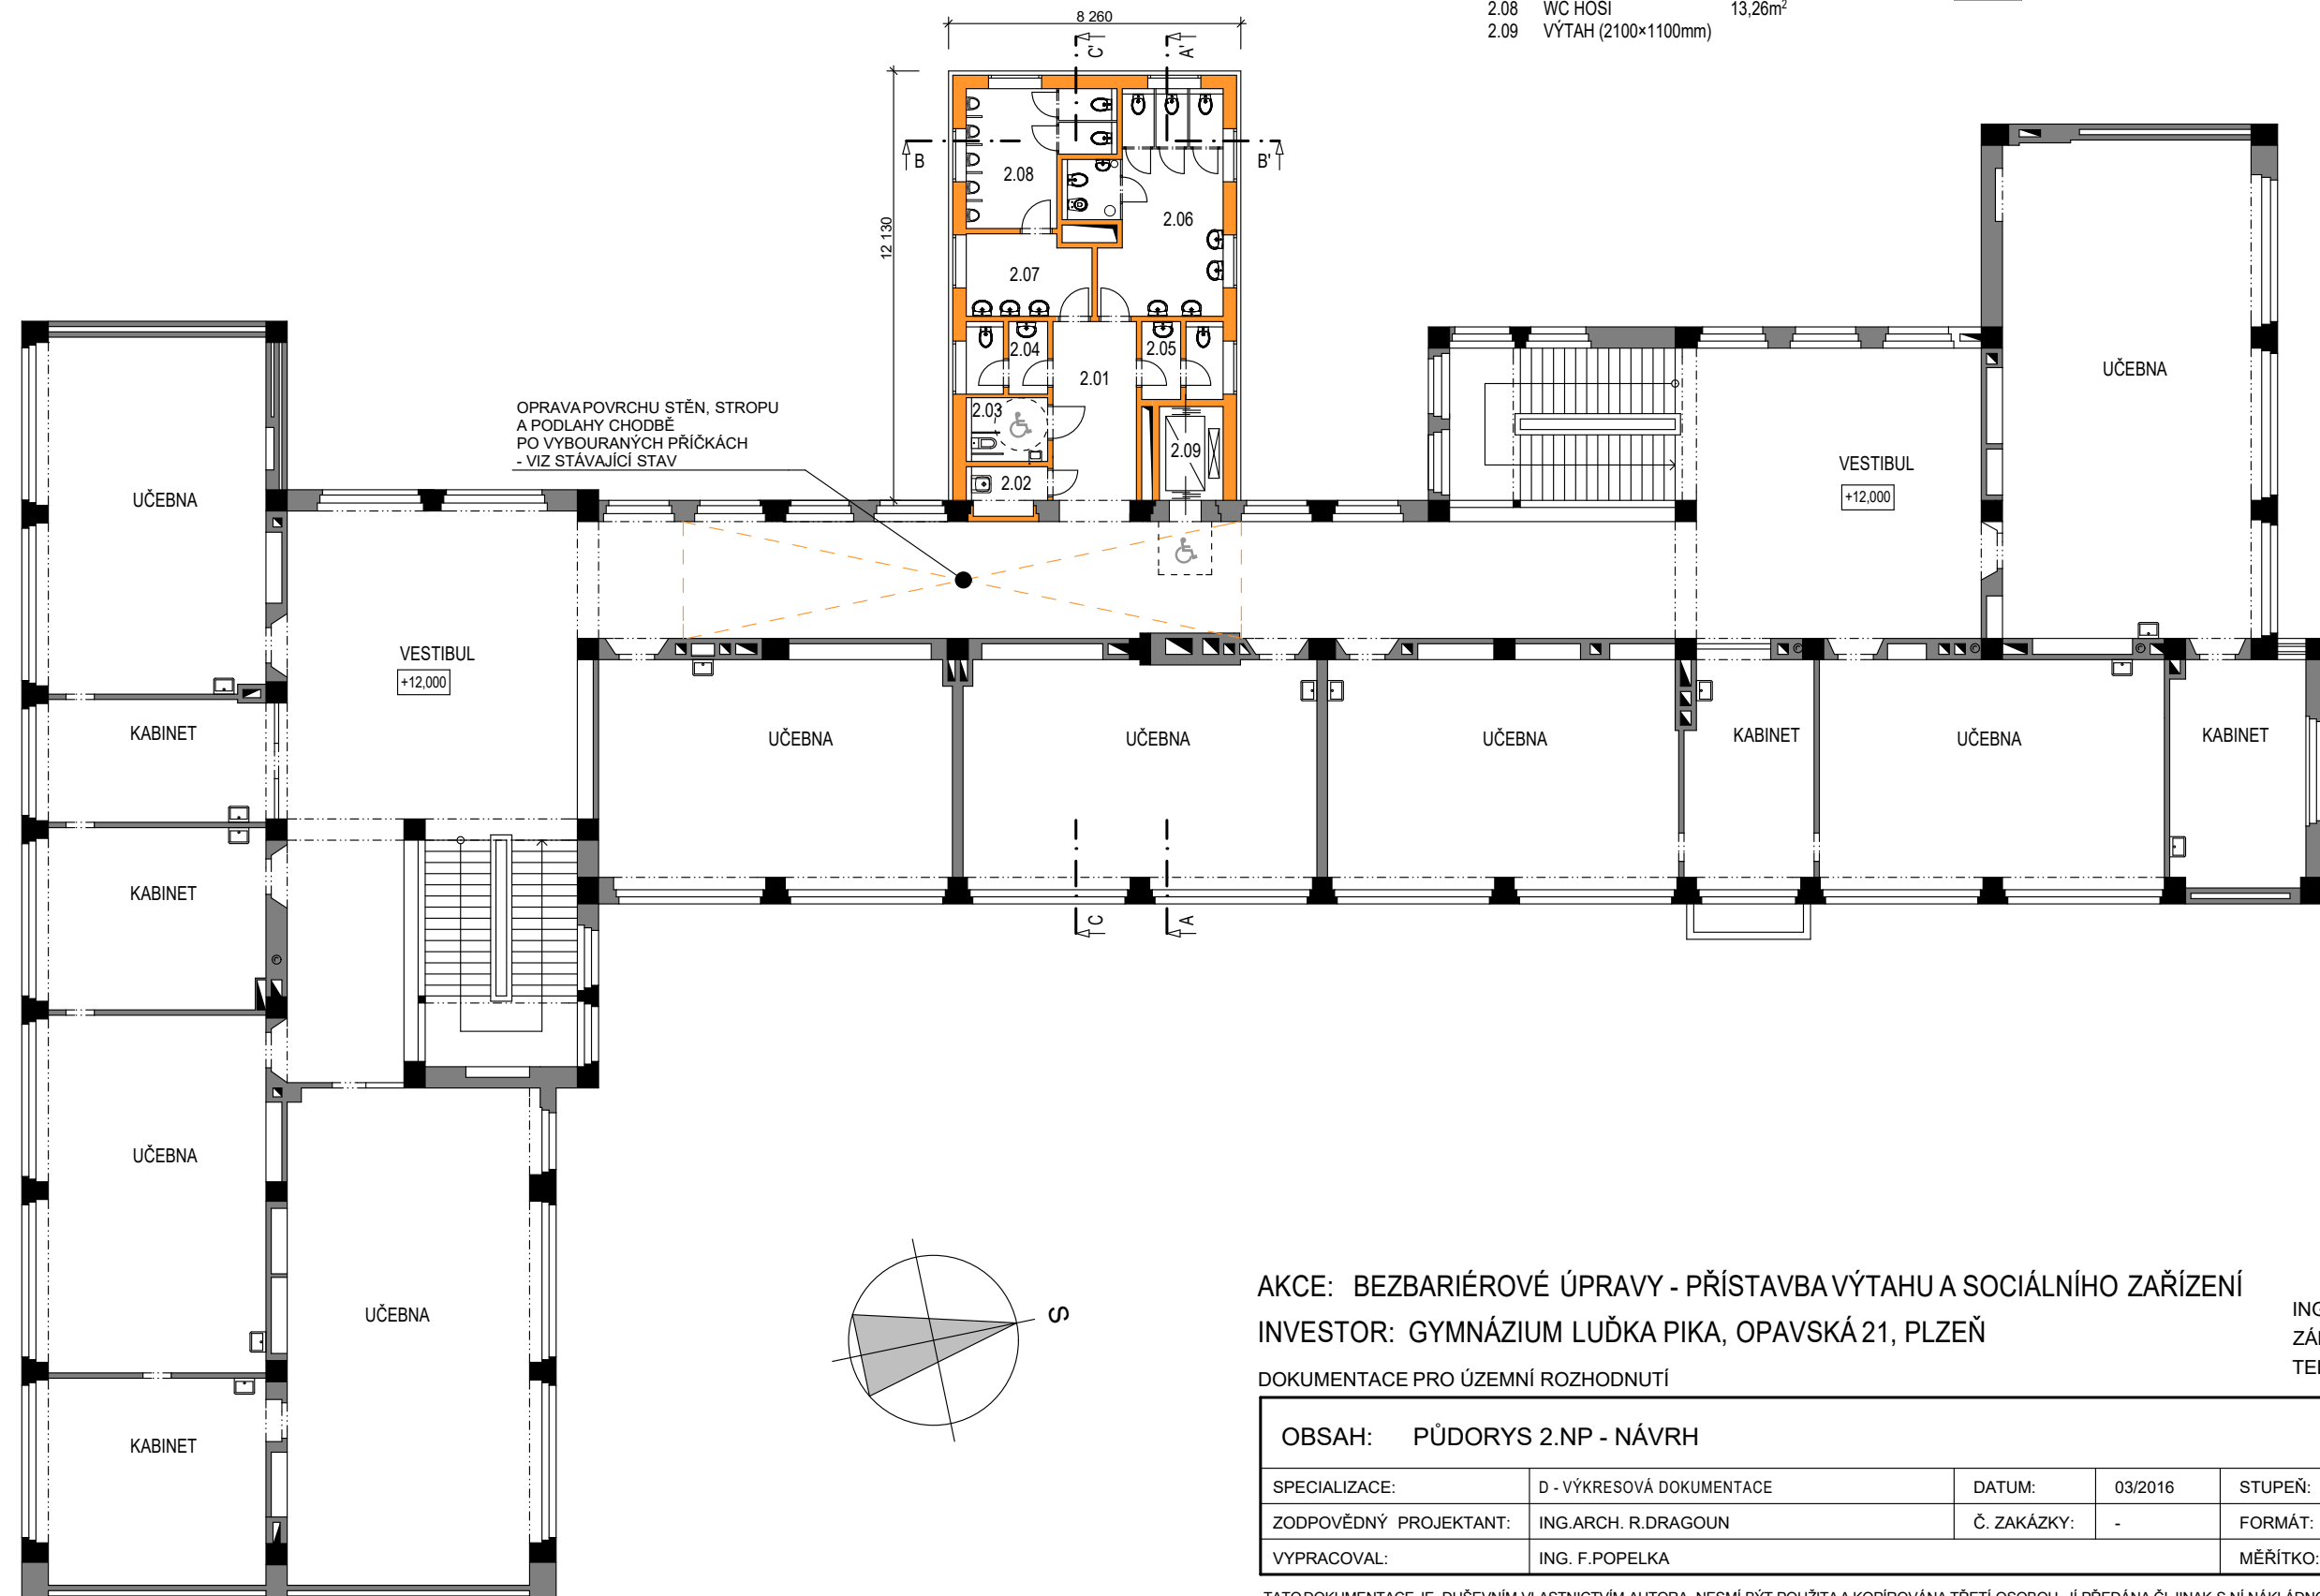 8 260
2.08 WC HOŠI 13,26m²
2.09 VÝTAH (2100×1100mm)
C'
A'
12 130
B
B'
2.08
2.06
2.07
2.04
2.05
2.01
2.03
2.09
2.02
OPRAVA POVRCHU STĚN, STROPU
A PODLAHY CHODBĚ
PO VYBOURANÝCH PŘÍČKÁCH
- VIZ STÁVAJÍCÍ STAV
UČEBNA
UČEBNA
VESTIBUL
+12,000
VESTIBUL
+12,000
KABINET
UČEBNA
UČEBNA
UČEBNA
KABINET
UČEBNA
KABINET
KABINET
C
A
UČEBNA
UČEBNA
KABINET
S
AKCE: BEZBARIÉROVÉ ÚPRAVY - PŘÍSTAVBA VÝTAHU A SOCIÁLNÍHO ZAŘÍZENÍ
INVESTOR: GYMNÁZIUM LUĎKA PIKA, OPAVSKÁ 21, PLZEŇ
DOKUMENTACE PRO ÚZEMNÍ ROZHODNUTÍ
OBSAH: PŮDORYS 2.NP - NÁVRH
SPECIALIZACE: D - VÝKRESOVÁ DOKUMENTACE DATUM: 03/2016 STUPEŇ:
ZODPOVĚDNÝ PROJEKTANT: ING.ARCH. R.DRAGOUN Č. ZAKÁZKY: - FORMÁT:
VYPRACOVAL: ING. F.POPELKA MĚŘÍTKO: